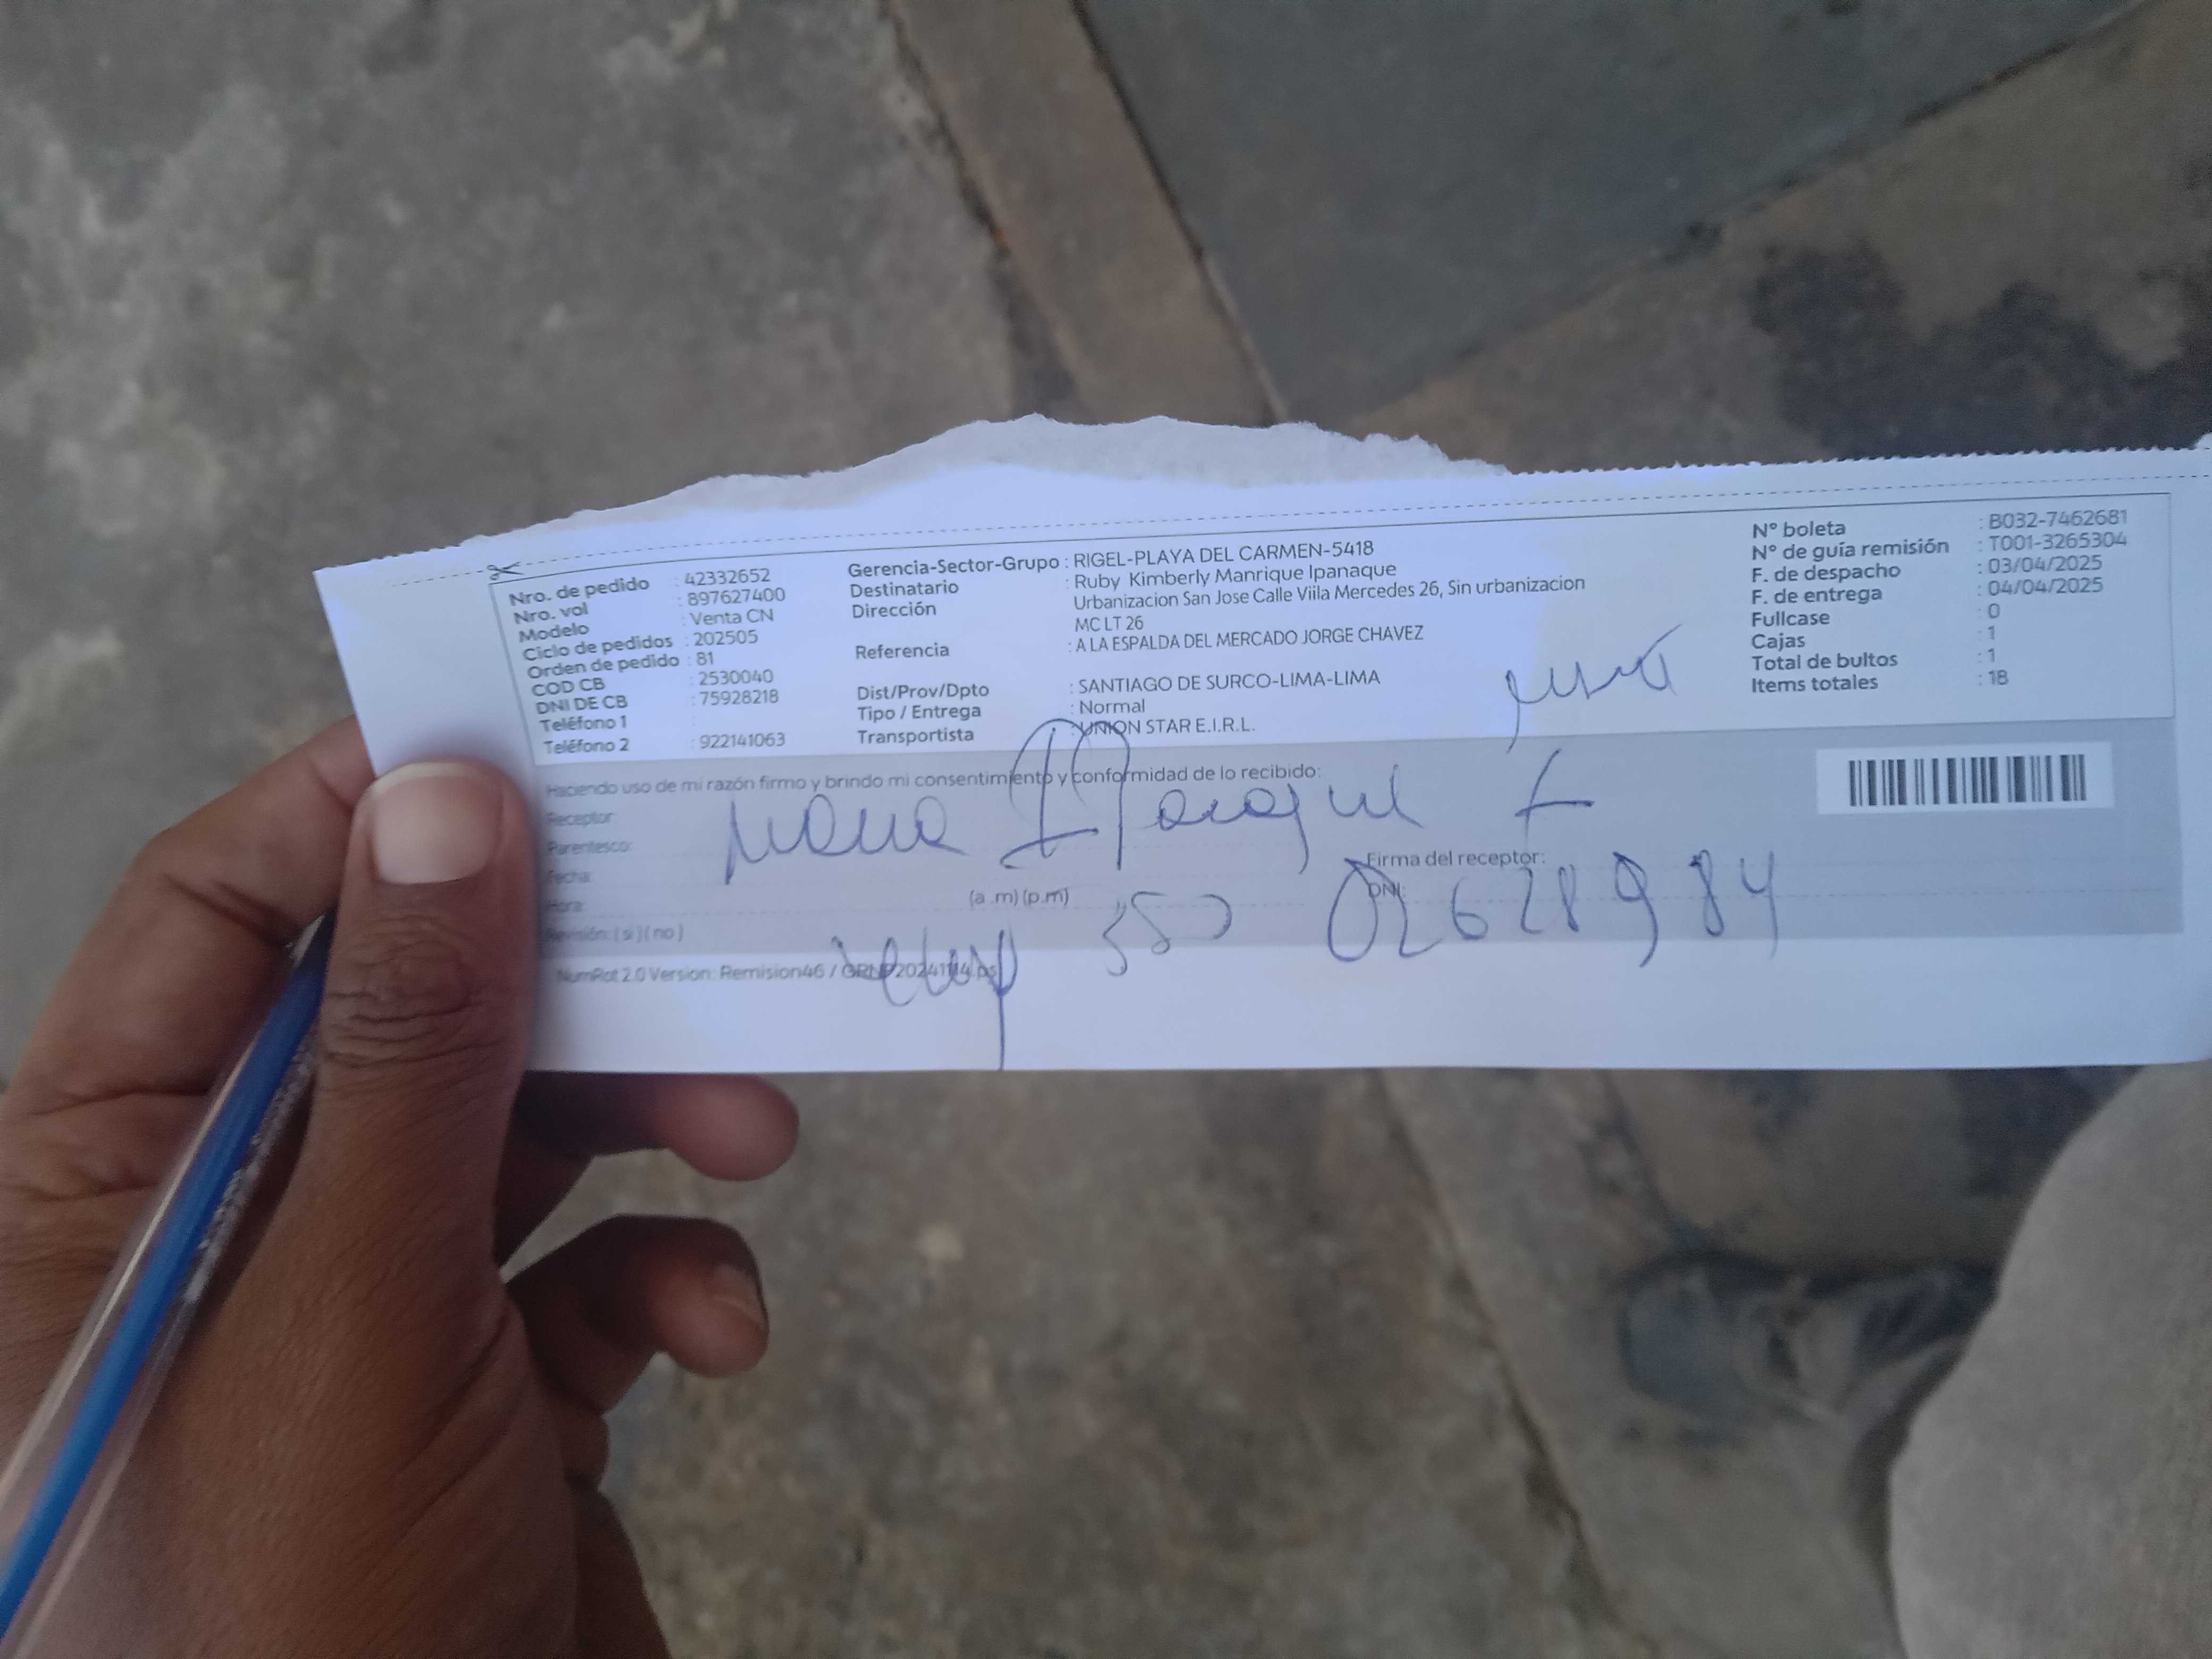 Nro. de pedido : 42332652
Nro. vol : 897627400
Modelo : Venta CN
Ciclo de pedidos : 202505
Orden de pedido : 81
COD CB : 2530040
DNI DE CB : 75928218
Teléfono 1 :
Teléfono 2 : 922141063
Gerencia-Sector-Grupo : RIGEL-PLAYA DEL CARMEN-5418
Destinatario : Ruby Kimberly Manrique Ipanaque
Dirección Urbanizacion San Jose Calle Viila Mercedes 26, Sin urbanizacion
MC LT 26
Referencia : A LA ESPALDA DEL MERCADO JORGE CHAVEZ
Dist/Prov/Dpto : SANTIAGO DE SURCO-LIMA-LIMA
Tipo / Entrega : Normal
Transportista : UNION STAR E.I.R.L.
N° boleta : B032-7462681
N° de guía remisión : T001-3265304
F. de despacho : 03/04/2025
F. de entrega : 04/04/2025
Fullcase : 0
Cajas : 1
Total de bultos : 1
Items totales : 18
Haciendo uso de mi razón firmo y brindo mi consentimiento y conformidad de lo recibido:
Receptor:
Parentesco:
Fecha:
Hora: (a .m) (p.m)
Revisión: ( si ) ( no )
Firma del receptor:
DNI: 02628984
NumRot 2.0 Version: Remision46 / GRNP20241114.ps